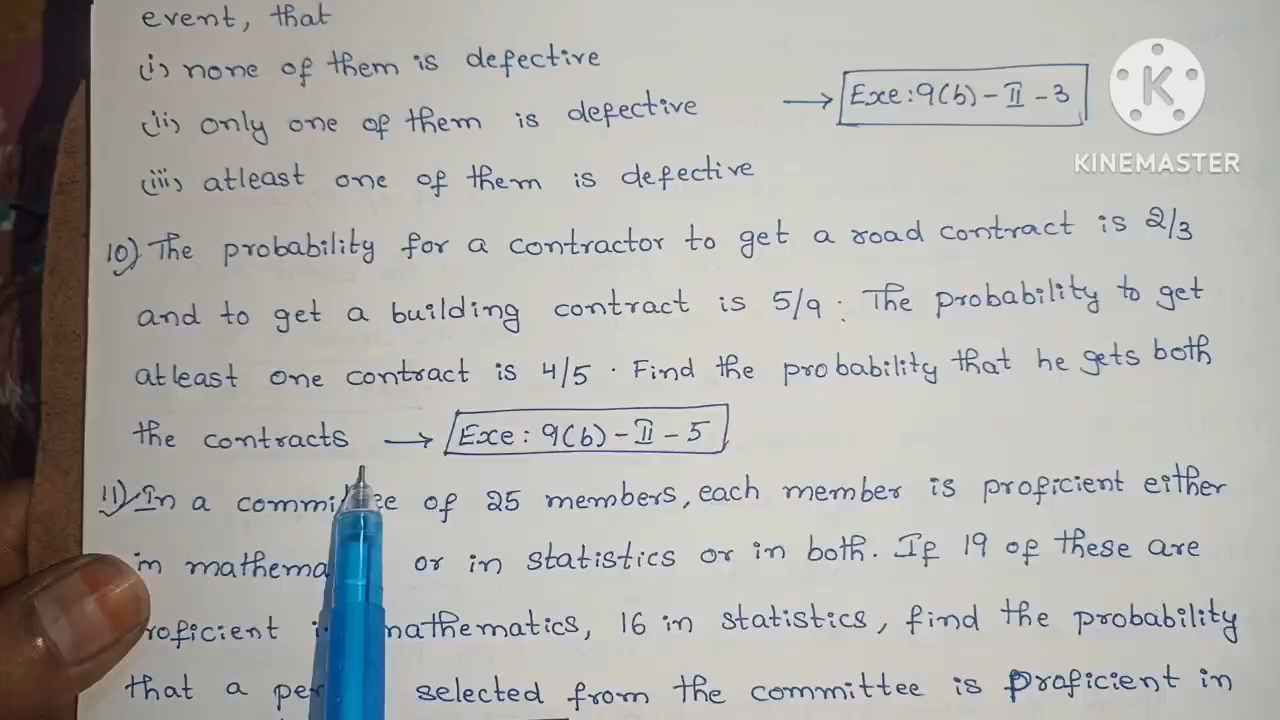 event, that
(i) none of them is defective
(ii) only one of them is defective → Exe: 9(b) - II - 3
KINEMASTER
(iii) atleast one of them is defective
10) The probability for a contractor to get a road contract is 2/3
and to get a building contract is 5/9. The probability to get
atleast one contract is 4/5. Find the probability that he gets both
the contracts → Exe: 9(b) - II - 5
11) In a of 25 members, each member is proficient either
in or in statistics or in both. If 19 of these are
mathematics, 16 in statistics, find the probability
that a selected from the committee is proficient in